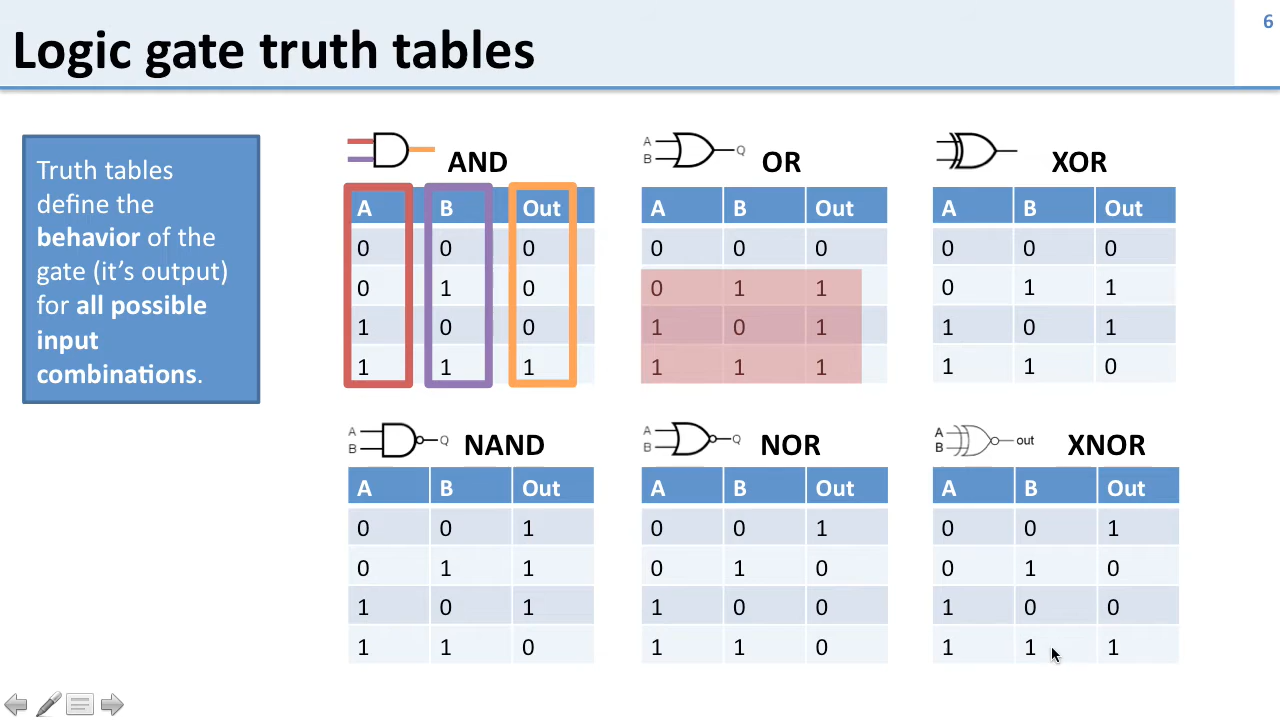 Logic gate truth tables
6
Truth tables
define the
behavior of the
gate (it's output)
for all possible
input
combinations.
AND
A B Out
0 0 0
0 1 0
1 0 0
1 1 1
A
B
Q
OR
A B Out
0 0 0
0 1 1
1 0 1
1 1 1
XOR
A B Out
0 0 0
0 1 1
1 0 1
1 1 0
A
B
Q
NAND
A B Out
0 0 1
0 1 1
1 0 1
1 1 0
A
B
Q
NOR
A B Out
0 0 1
0 1 0
1 0 0
1 1 0
A
B
out
XNOR
A B Out
0 0 1
0 1 0
1 0 0
1 1 1